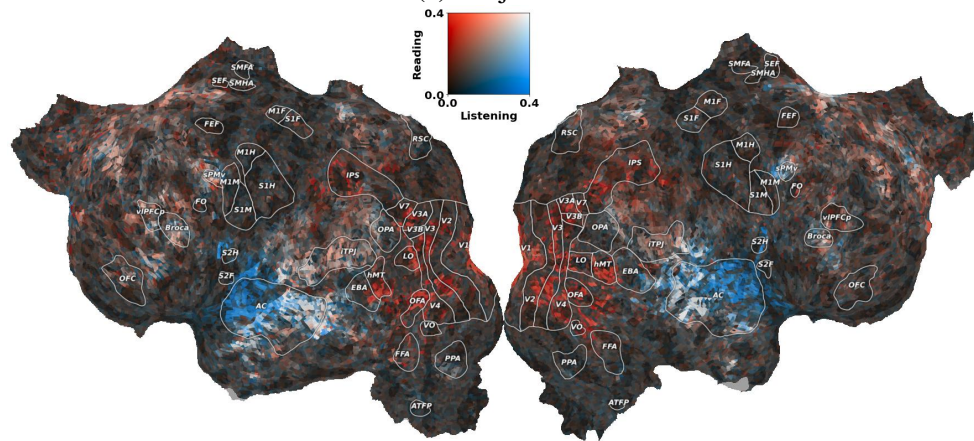 0.4
Reading
0.0
0.0
0.4
Listening
SMFA
SEF
SMHA
M1F
S1F
FEF
RSC
M1H
IPS
sPMv
M1M
S1H
FO
S1M
V7
V3A
V2
vlPFCp
V3B
V3
OPA
V1
Broca
ITPJ
S2H
LO
hMT
S2F
EBA
OFC
AC
OFA
V4
VO
FFA
PPA
ATFP
SMFA
SEF
SMHA
M1F
S1F
FEF
RSC
M1H
IPS
sPMv
S1H
M1M
FO
S1M
V3A
V7
V3B
vlPFCp
V3
OPA
Broca
V1
ITPJ
S2H
LO
hMT
EBA
S2F
OFC
V2
OFA
AC
V4
VO
FFA
PPA
ATFP